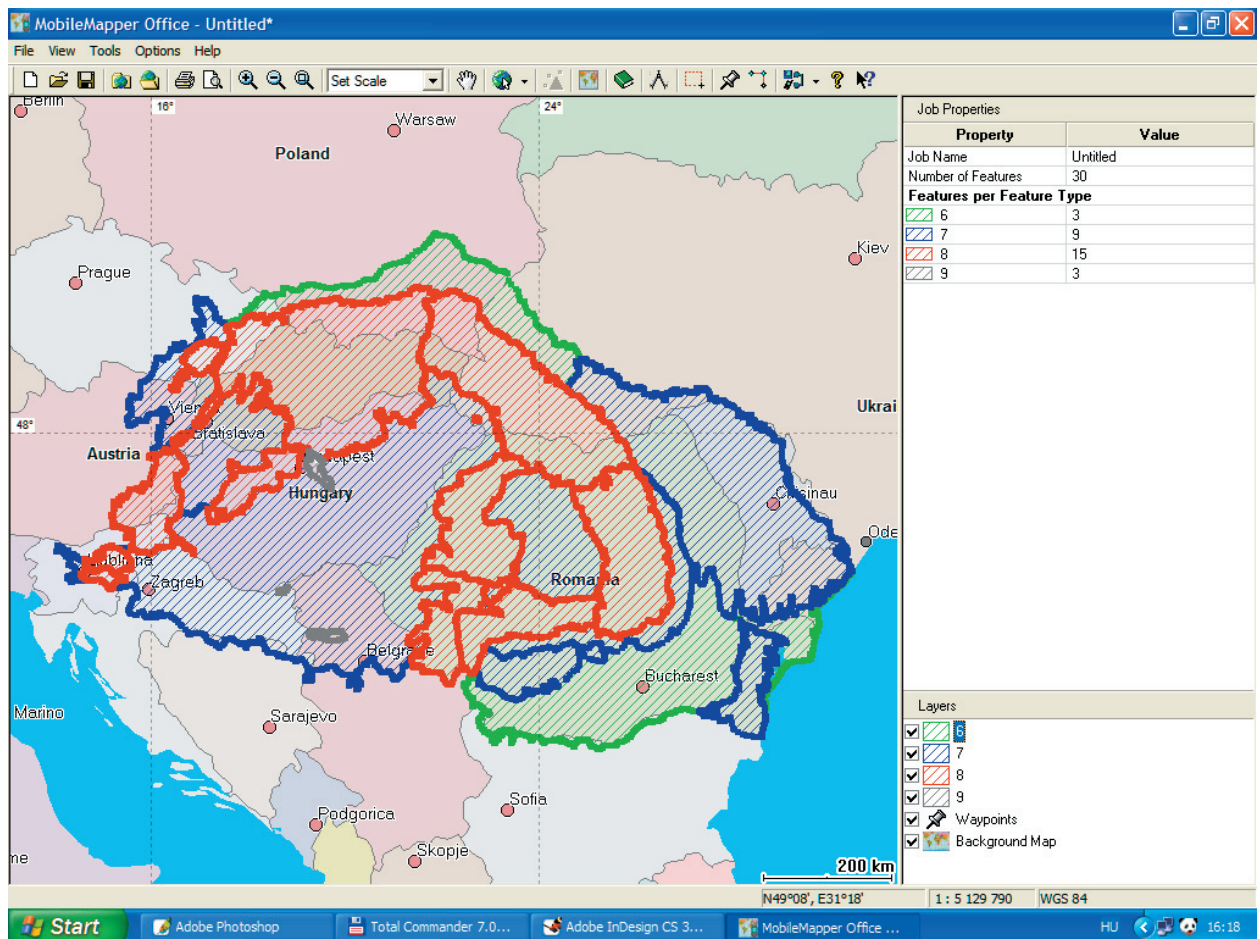 MobileMapper Office - Untitled*
File View Tools Options Help
Set Scale
Berlin
16°
24°
Warsaw
Poland
Kiev
Prague
Ukrai
48°
Vienna
Bratislava
Austria
Budapest
Hungary
Chisinau
Ode
Ljubljana
Zagreb
Romania
Belgrade
Bucharest
Marino
Sarajevo
Sofia
Podgorica
Skopje
me
200 km
Job Properties
Property Value
Job Name Untitled
Number of Features 30
Features per Feature Type
6 3
7 9
8 15
9 3
Layers
6
7
8
9
Waypoints
Background Map
N49°08', E31°18' 1 : 5 129 790 WGS 84
Start Adobe Photoshop Total Commander 7.0... Adobe InDesign CS 3... MobileMapper Office ... HU 16:18